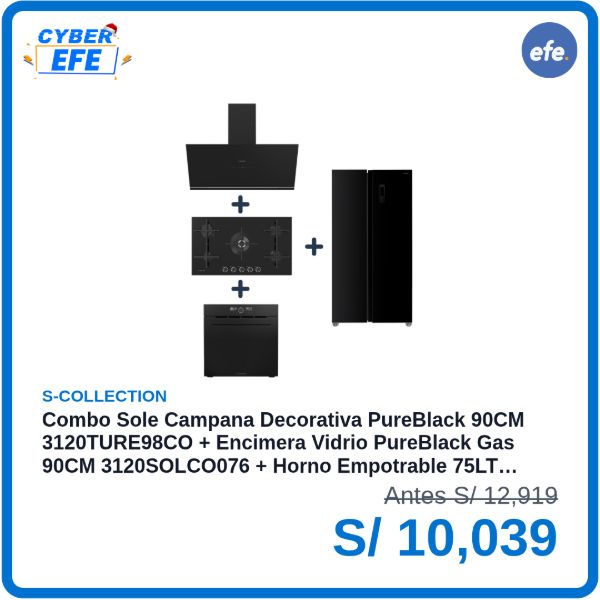 CYBER
EFE
efe.
S-COLLECTION
Combo Sole Campana Decorativa PureBlack 90CM
3120TURE98CO + Encimera Vidrio PureBlack Gas
90CM 3120SOLCO076 + Horno Empotrable 75LT…
Antes S/ 12,919
S/ 10,039